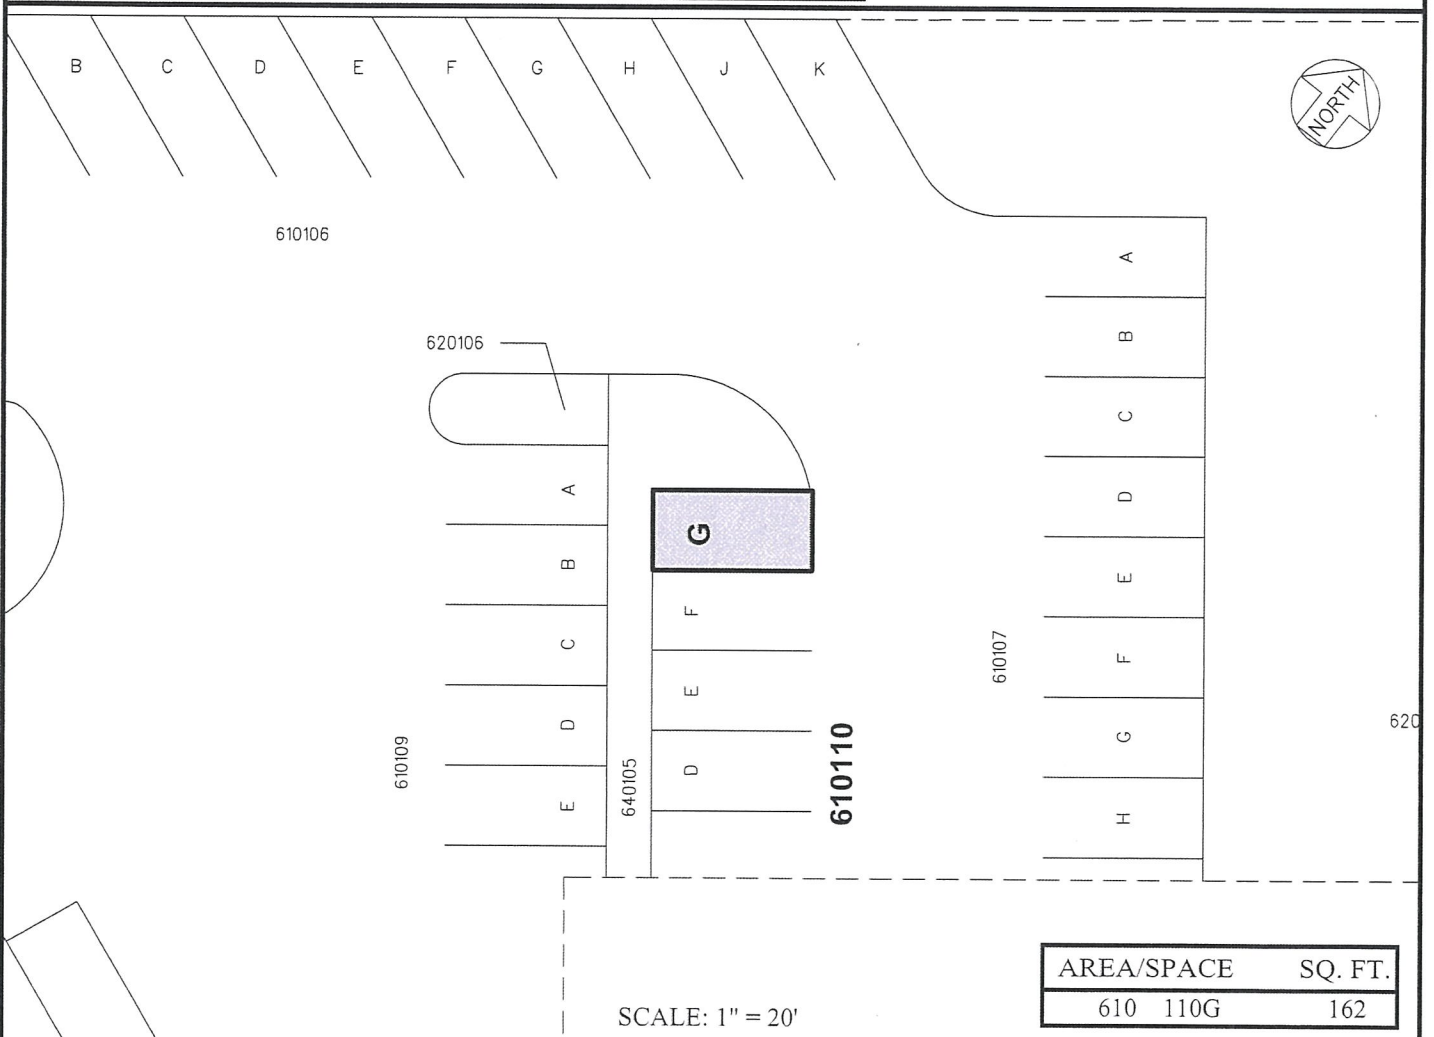 B C D E F G H J K
NORTH
610106
620106
A
B
C
D
E
F
G
H
610107
A
B
C
D
E
610109
640105
G
F
E
D
610110
620
AREA/SPACE SQ. FT.
610 110G 162
SCALE: 1" = 20'